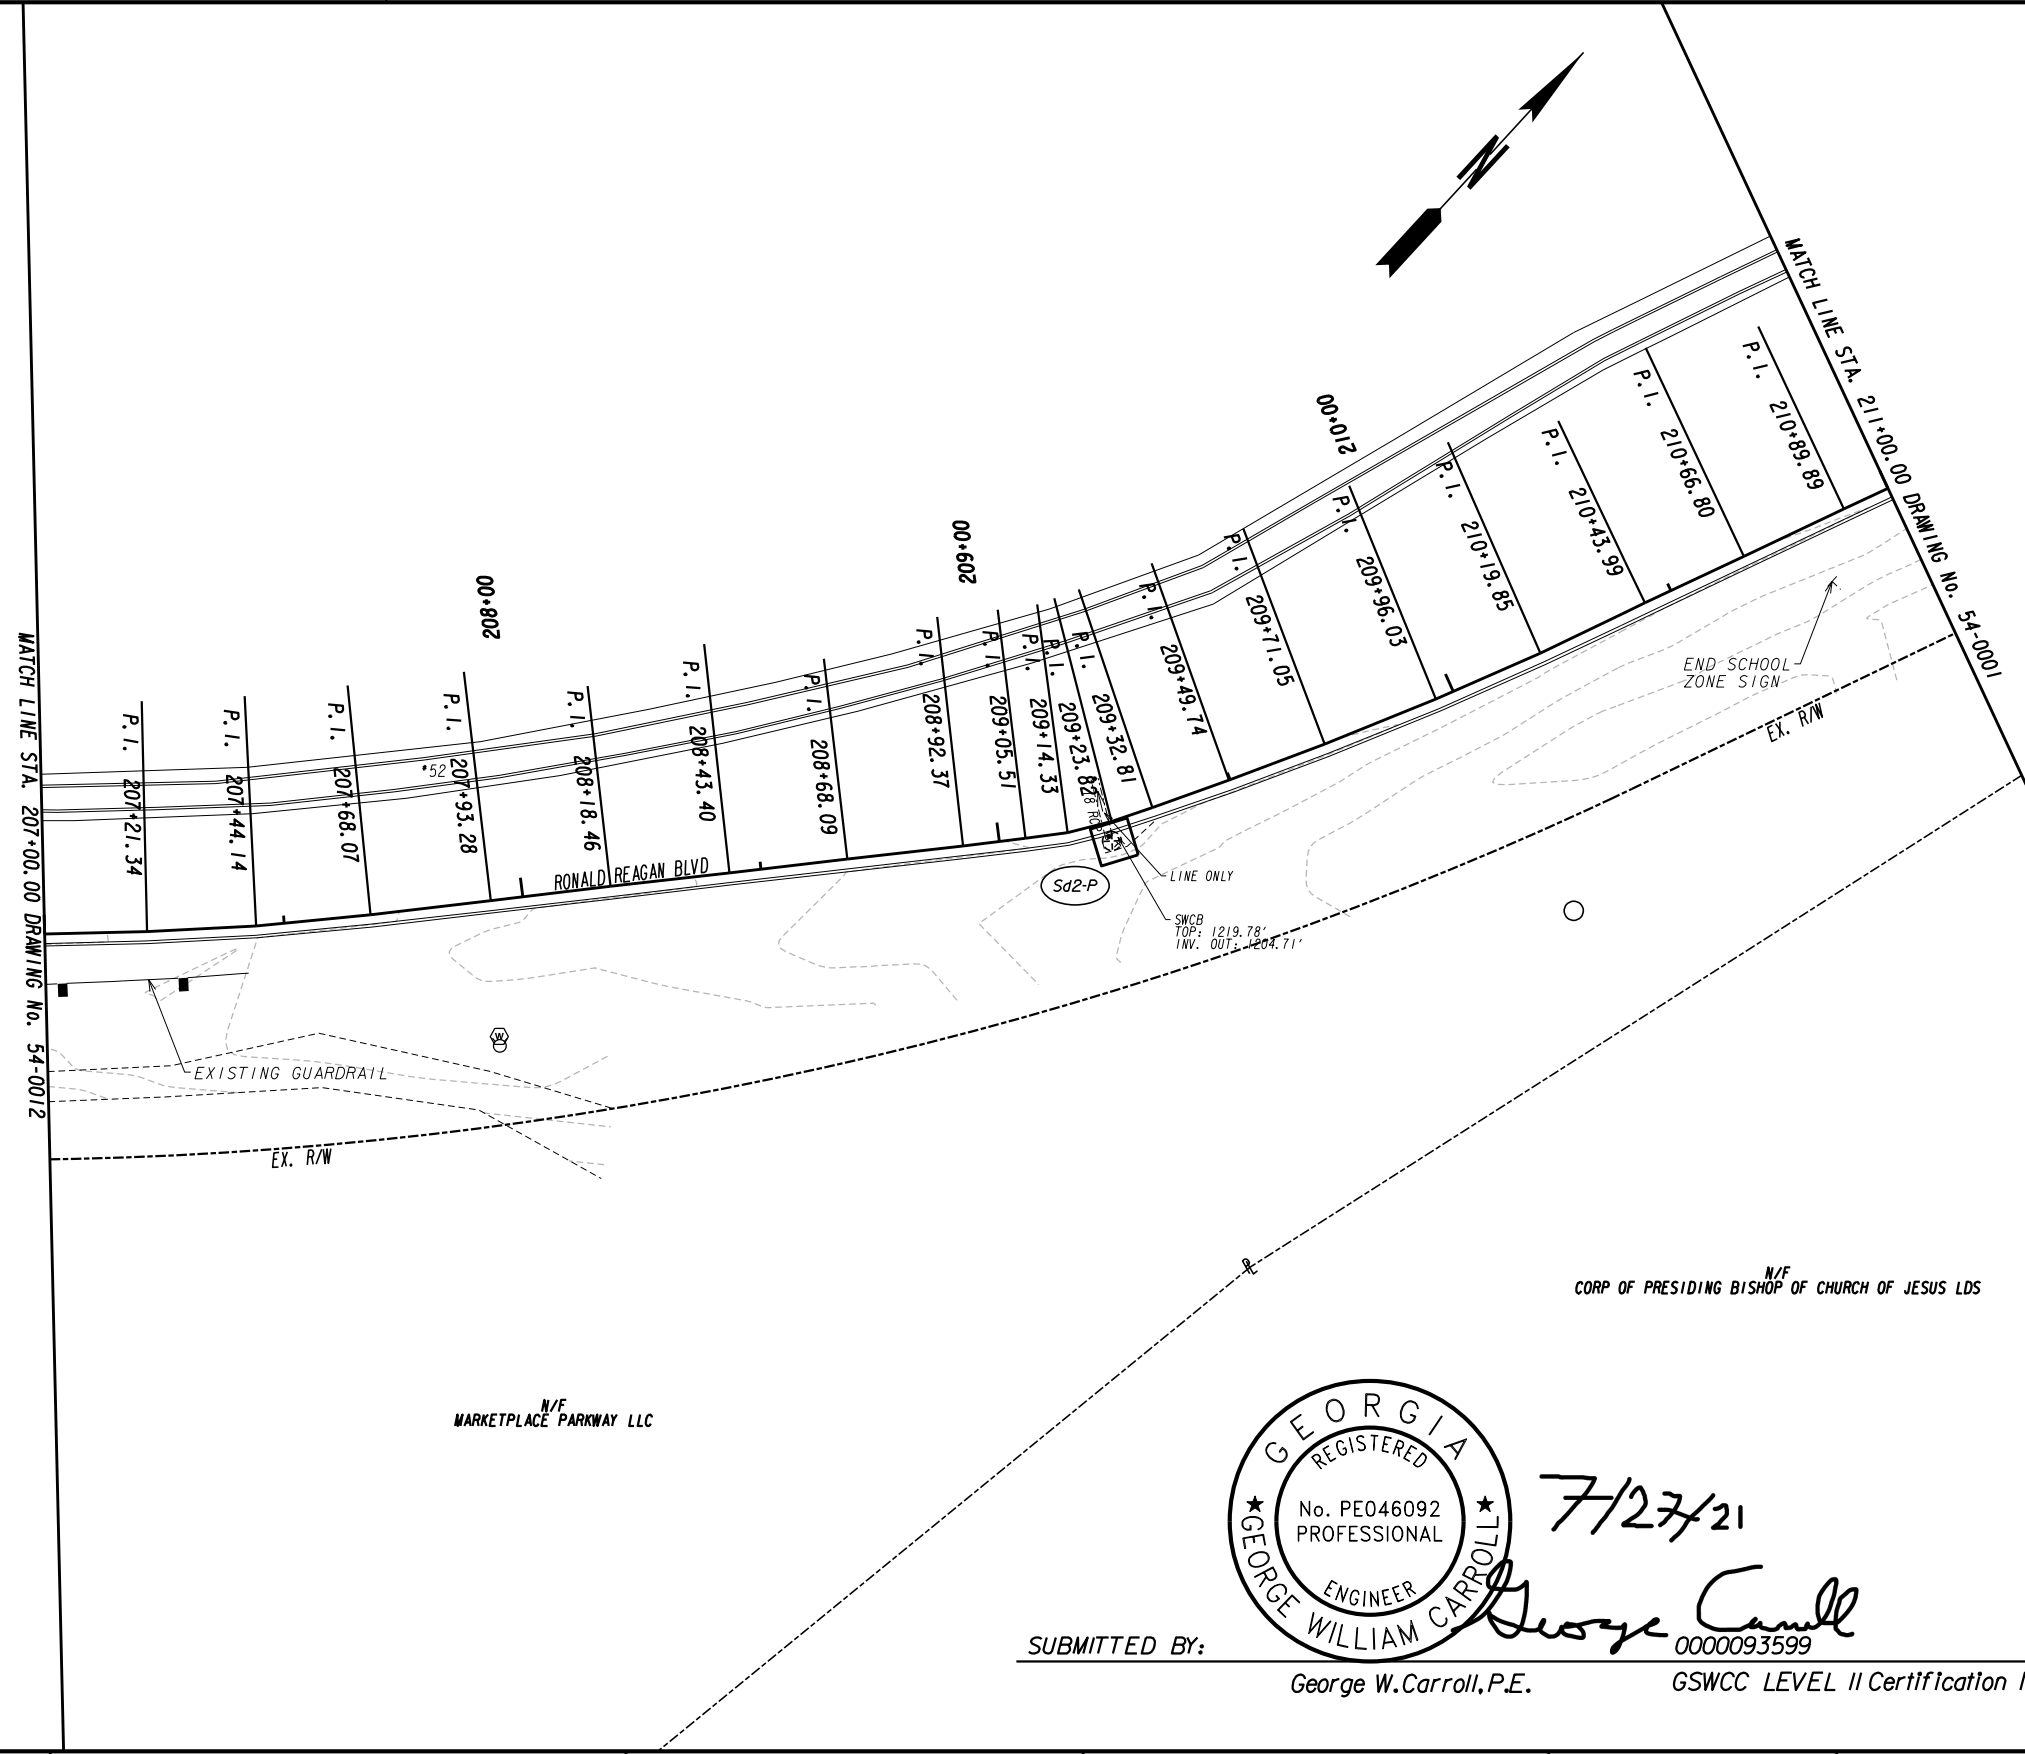 MATCH LINE STA. 207+00.00 DRAWING No. 54-0012
P.I. 207+21.34
P.I. 207+44.14
P.I. 207+68.07
*52
P.I. 207+93.28
208+00
P.I. 208+18.46
P.I. 208+43.40
P.I. 208+68.09
P.I. 208+92.37
209+00
P.I. 209+05.51
P.I. 209+14.33
P.I. 209+23.82
P.I. 209+32.81
P.I. 209+49.74
P.I. 209+71.05
210+00
P.I. 209+96.03
P.I. 210+19.85
P.I. 210+43.99
P.I. 210+66.80
P.I. 210+89.89
N
MATCH LINE STA. 211+00.00 DRAWING No. 54-0001
RONALD REAGAN BLVD
Sd2-P
LINE ONLY
SWCB
TOP: 1219.78'
INV. OUT: 1204.71'
END SCHOOL
ZONE SIGN
EX. R/W
W
EXISTING GUARDRAIL
EX. R/W
N/F
CORP OF PRESIDING BISHOP OF CHURCH OF JESUS LDS
N/F
MARKETPLACE PARKWAY LLC
GEORGIA
REGISTERED
No. PE046092
PROFESSIONAL
ENGINEER
GEORGE WILLIAM CARROLL
7/27/21
George Carroll
SUBMITTED BY:
0000093599
George W.Carroll,P.E.
GSWCC LEVEL II Certification